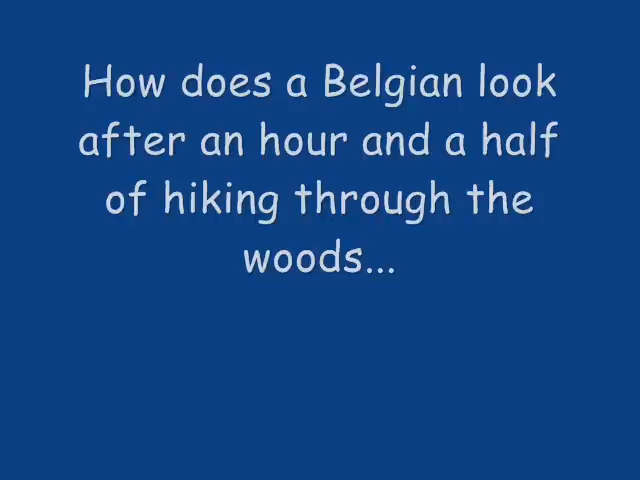 How does a Belgian look
after an hour and a half
of hiking through the
woods...